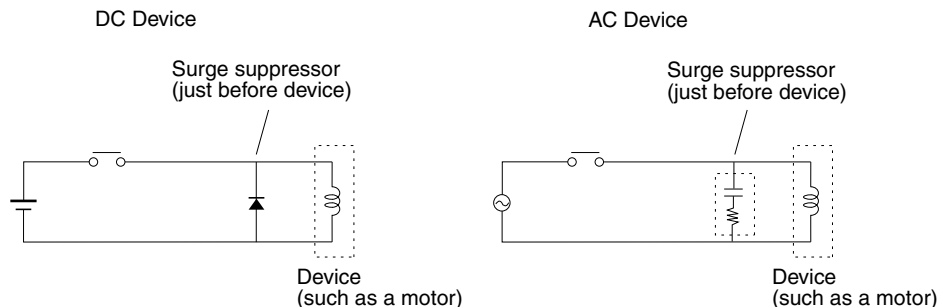 DC Device
AC Device
Surge suppressor
(just before device)
Surge suppressor
(just before device)
Device
(such as a motor)
Device
(such as a motor)